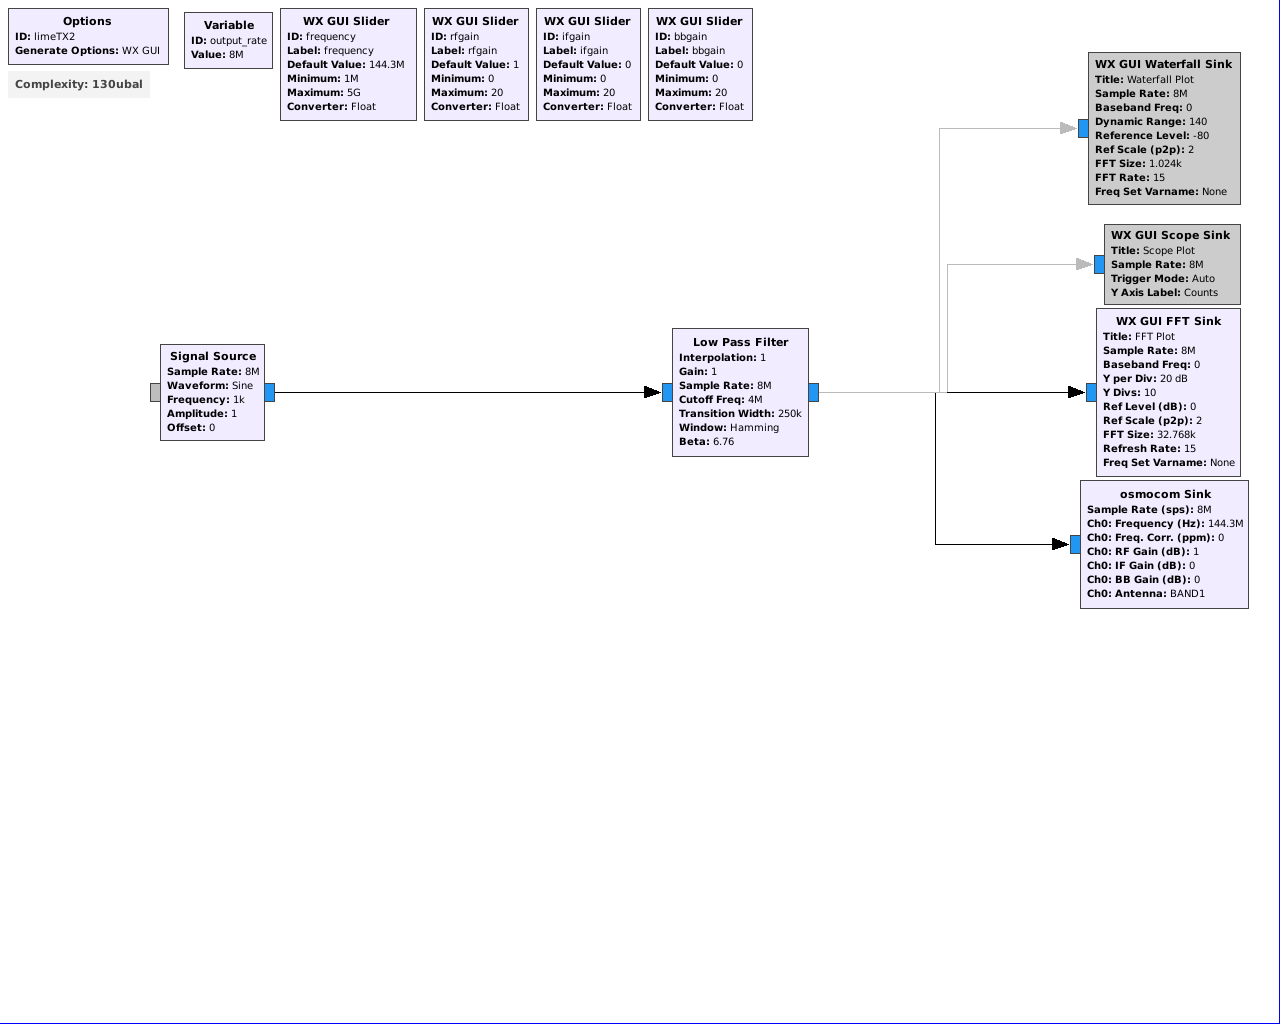 Options
ID: limeTX2
Generate Options: WX GUI
Complexity: 130ubal
Variable
ID: output_rate
Value: 8M
WX GUI Slider
ID: frequency
Label: frequency
Default Value: 144.3M
Minimum: 1M
Maximum: 5G
Converter: Float
WX GUI Slider
ID: rfgain
Label: rfgain
Default Value: 1
Minimum: 0
Maximum: 20
Converter: Float
WX GUI Slider
ID: ifgain
Label: ifgain
Default Value: 0
Minimum: 0
Maximum: 20
Converter: Float
WX GUI Slider
ID: bbgain
Label: bbgain
Default Value: 0
Minimum: 0
Maximum: 20
Converter: Float
WX GUI Waterfall Sink
Title: Waterfall Plot
Sample Rate: 8M
Baseband Freq: 0
Dynamic Range: 140
Reference Level: -80
Ref Scale (p2p): 2
FFT Size: 1.024k
FFT Rate: 15
Freq Set Varname: None
WX GUI Scope Sink
Title: Scope Plot
Sample Rate: 8M
Trigger Mode: Auto
Y Axis Label: Counts
Signal Source
Sample Rate: 8M
Waveform: Sine
Frequency: 1k
Amplitude: 1
Offset: 0
Low Pass Filter
Interpolation: 1
Gain: 1
Sample Rate: 8M
Cutoff Freq: 4M
Transition Width: 250k
Window: Hamming
Beta: 6.76
WX GUI FFT Sink
Title: FFT Plot
Sample Rate: 8M
Baseband Freq: 0
Y per Div: 20 dB
Y Divs: 10
Ref Level (dB): 0
Ref Scale (p2p): 2
FFT Size: 32.768k
Refresh Rate: 15
Freq Set Varname: None
osmocom Sink
Sample Rate (sps): 8M
Ch0: Frequency (Hz): 144.3M
Ch0: Freq. Corr. (ppm): 0
Ch0: RF Gain (dB): 1
Ch0: IF Gain (dB): 0
Ch0: BB Gain (dB): 0
Ch0: Antenna: BAND1